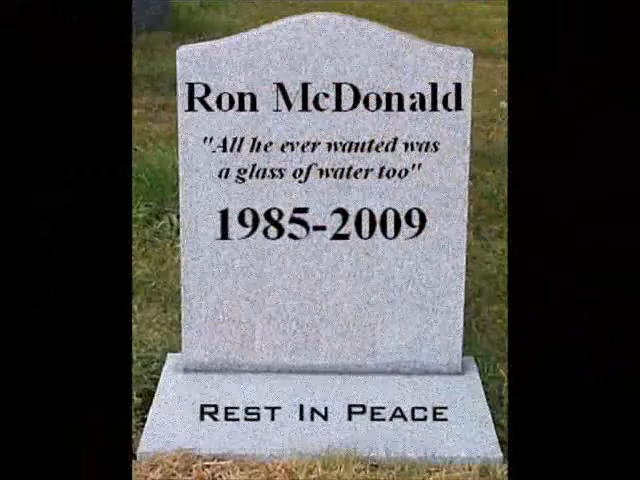 Ron McDonald
"All he ever wanted was
a glass of water too"
1985-2009
REST IN PEACE